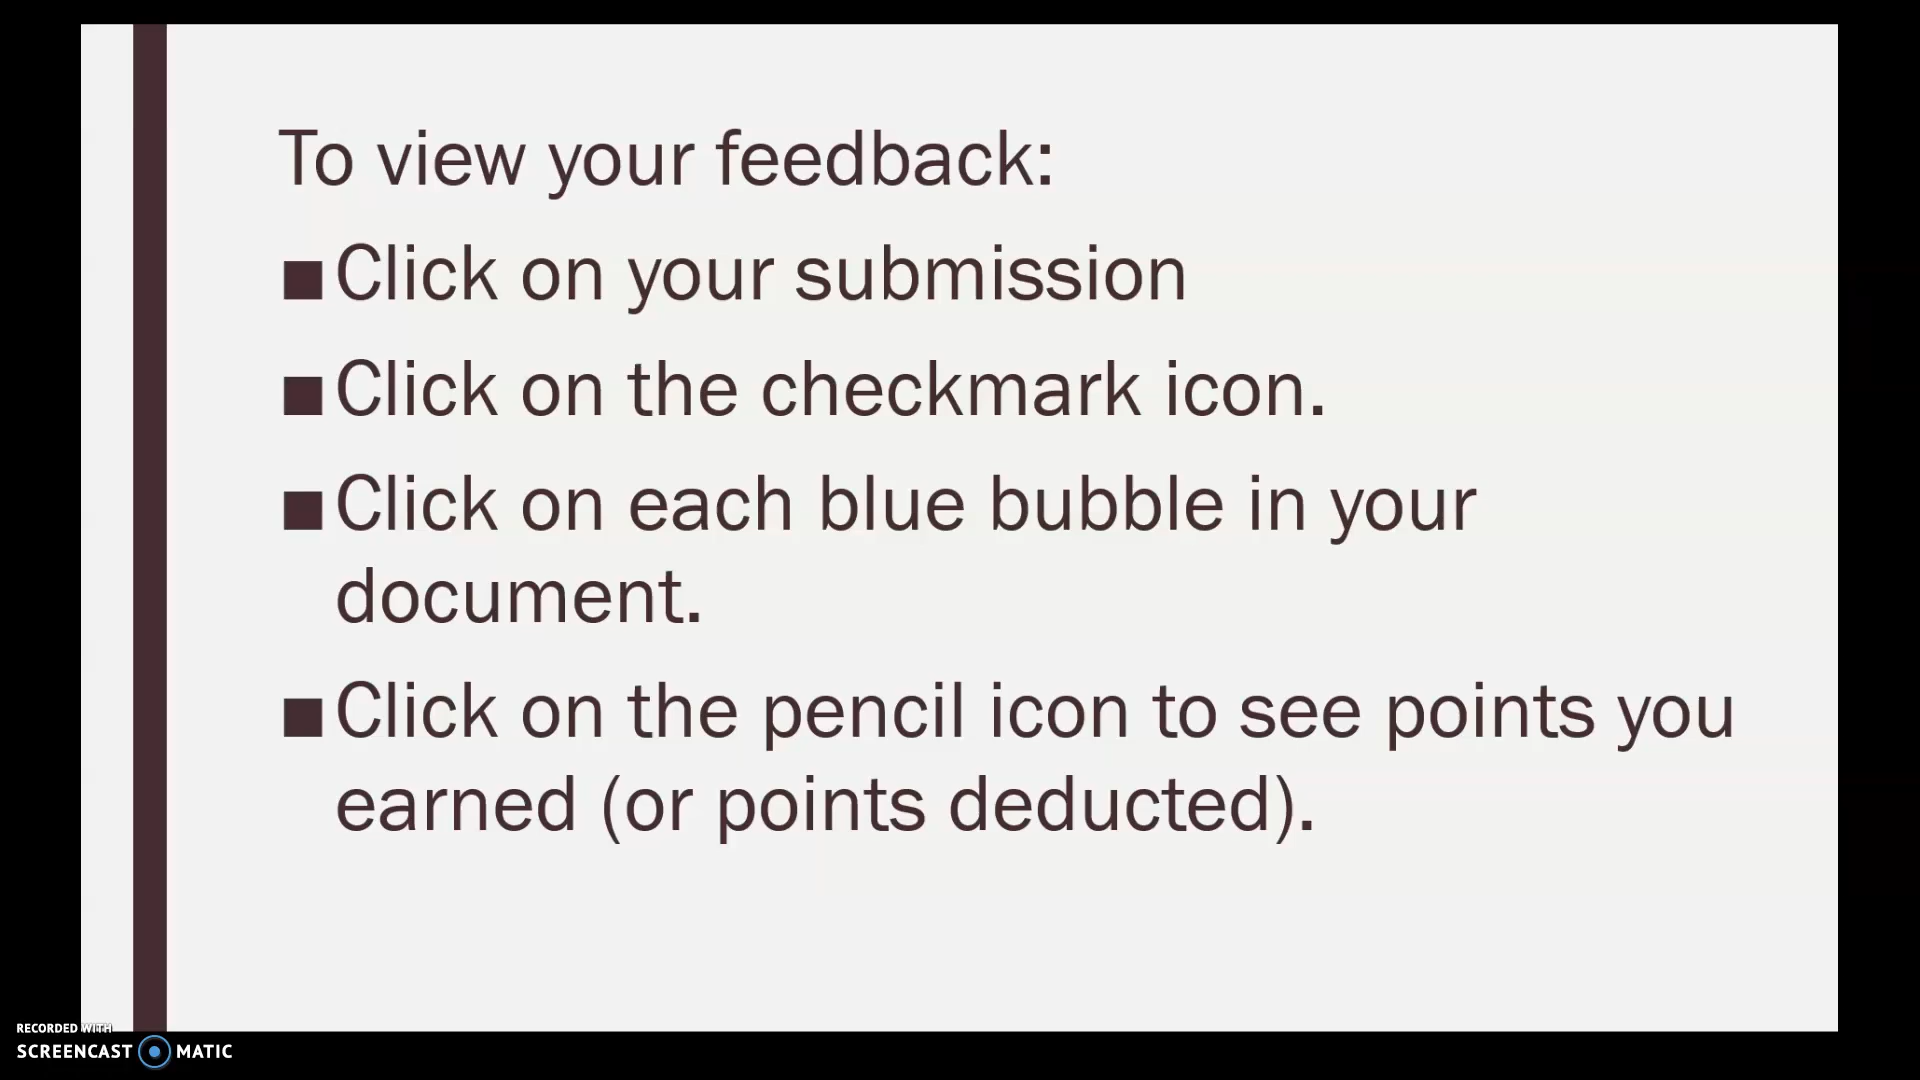 To view your feedback:
■Click on your submission
■Click on the checkmark icon.
■Click on each blue bubble in your
document.
■Click on the pencil icon to see points you
earned (or points deducted).
RECORDED WITH
SCREENCAST MATIC